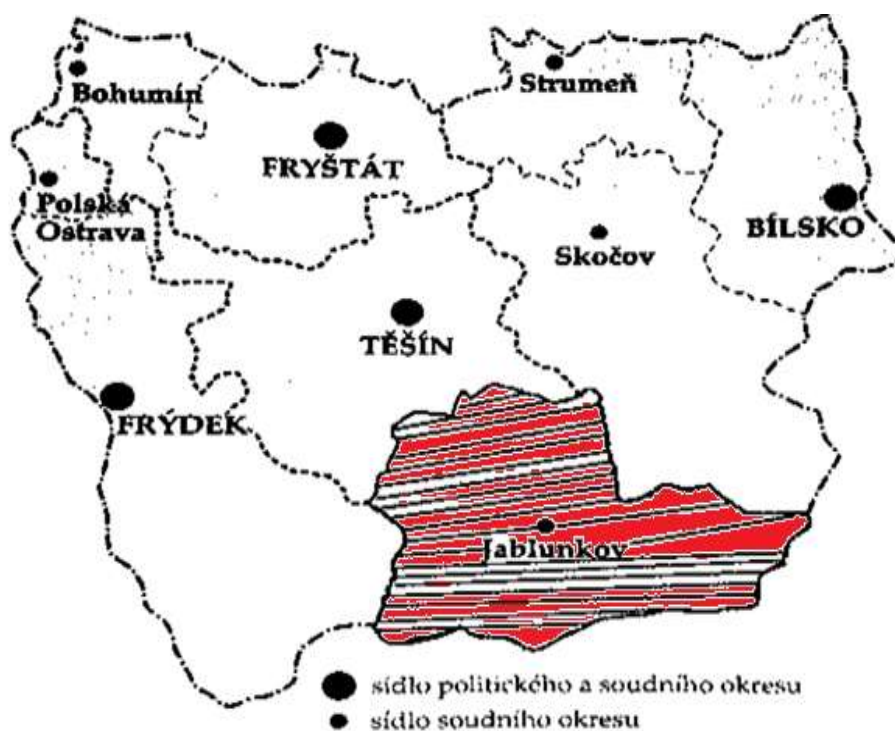 Bohumín
Strumeň
FRYŠTÁT
Polská
Ostrava
BÍLSKO
Skočov
TĚŠÍN
FRÝDEK
Jablunkov
sídlo politického a soudního okresu
sídlo soudního okresu